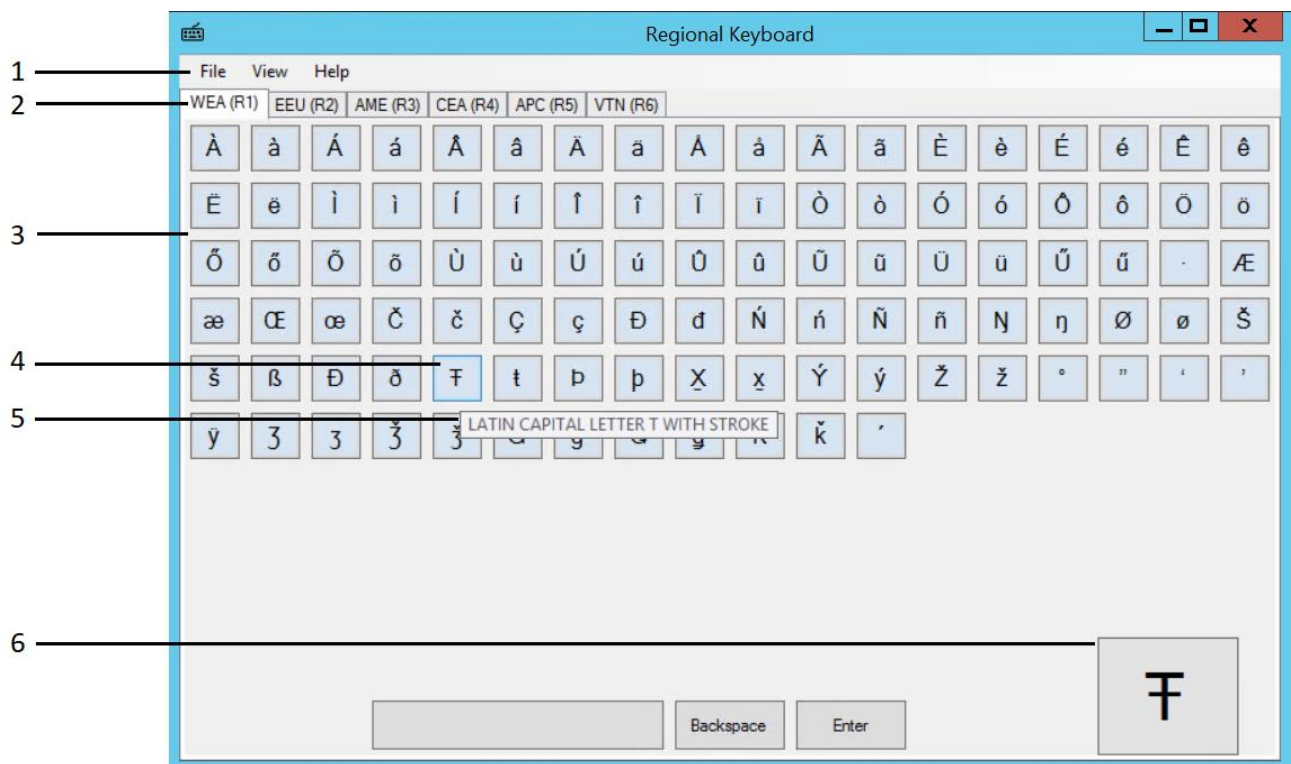 Regional Keyboard
1 File View Help
2 WEA (R1) EEU (R2) AME (R3) CEA (R4) APC (R5) VTN (R6)
À à Á á Â â Ä ä Å å Ã ã È è É é Ê ê
Ë ë Ì ì Í í Î î Ï ï Ò ò Ó ó Ô ô Ö ö
3
Ő ő Õ õ Ù ù Ú ú Û û Ũ ũ Ü ü Ű ű · Æ
æ Œ œ Č č Ç ç Đ đ Ń ń Ñ ñ Ŋ ŋ Ø ø Š
4 š ß Đ ð Ŧ ŧ Þ þ X̱ x̱ Ý ý Ž ž ° ” ‘ ’
5 LATIN CAPITAL LETTER T WITH STROKE
ÿ Ʒ ʒ Ǯ ǯ ǩ ´
6
Ŧ
Backspace Enter